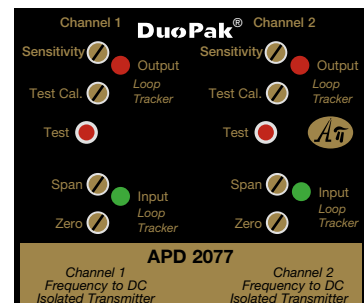 Channel 1 DuoPak® Channel 2
Sensitivity Sensitivity
Output Output
Test Cal. Loop Test Cal. Loop
Tracker Tracker
Test Test
Span Span
Input Input
Loop Loop
Zero Tracker Zero Tracker
APD 2077
Channel 1 Channel 2
Frequency to DC Frequency to DC
Isolated Transmitter Isolated Transmitter